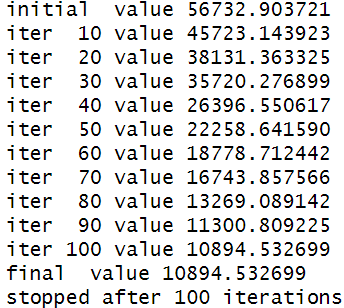 initial  value 56732.903721
iter  10 value 45723.143923
iter  20 value 38131.363325
iter  30 value 35720.276899
iter  40 value 26396.550617
iter  50 value 22258.641590
iter  60 value 18778.712442
iter  70 value 16743.857566
iter  80 value 13269.089142
iter  90 value 11300.809225
iter 100 value 10894.532699
final  value 10894.532699
stopped after 100 iterations